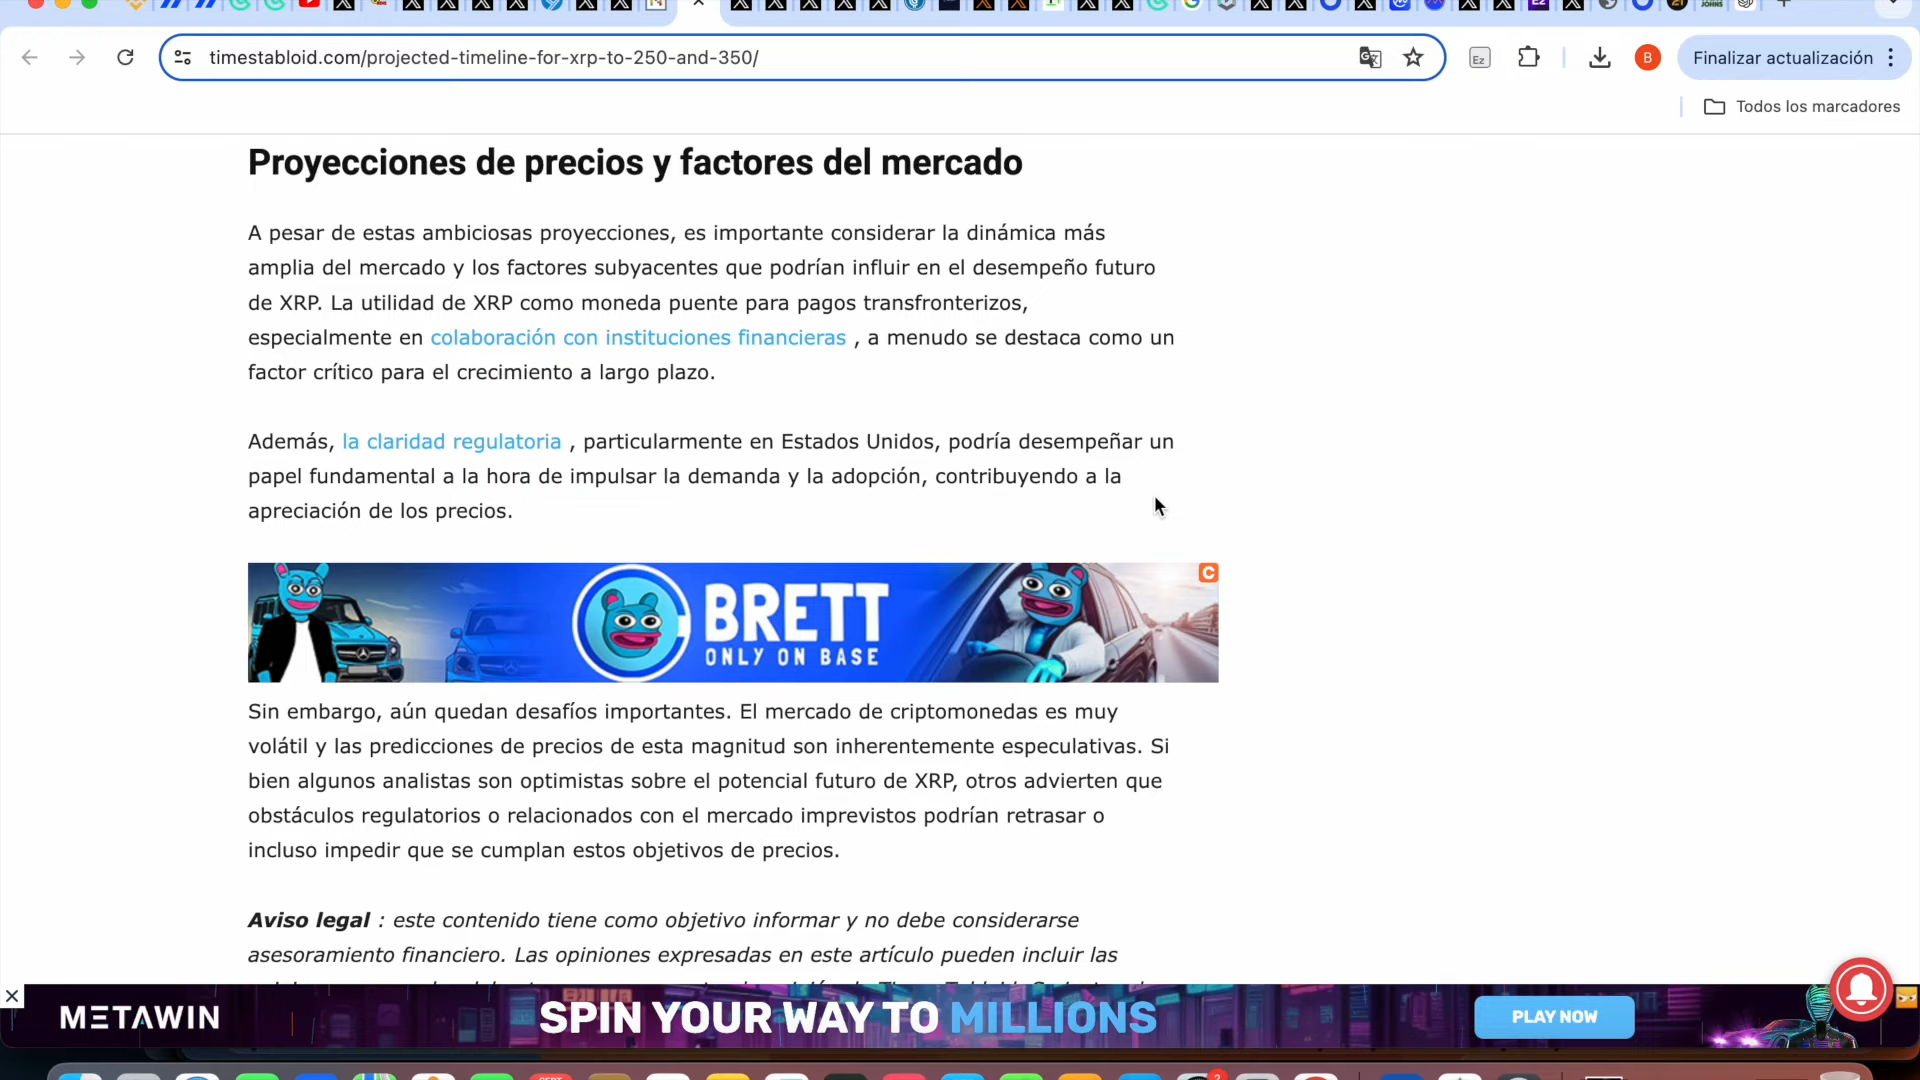 timestabloid.com/projected-timeline-for-xrp-to-250-and-350/
Ez
B
Finalizar actualización
Todos los marcadores
Proyecciones de precios y factores del mercado
A pesar de estas ambiciosas proyecciones, es importante considerar la dinámica más
amplia del mercado y los factores subyacentes que podrían influir en el desempeño futuro
de XRP. La utilidad de XRP como moneda puente para pagos transfronterizos,
especialmente en colaboración con instituciones financieras , a menudo se destaca como un
factor crítico para el crecimiento a largo plazo.
Además, la claridad regulatoria , particularmente en Estados Unidos, podría desempeñar un
papel fundamental a la hora de impulsar la demanda y la adopción, contribuyendo a la
apreciación de los precios.
BRETT
ONLY ON BASE
C
Sin embargo, aún quedan desafíos importantes. El mercado de criptomonedas es muy
volátil y las predicciones de precios de esta magnitud son inherentemente especulativas. Si
bien algunos analistas son optimistas sobre el potencial futuro de XRP, otros advierten que
obstáculos regulatorios o relacionados con el mercado imprevistos podrían retrasar o
incluso impedir que se cumplan estos objetivos de precios.
Aviso legal : este contenido tiene como objetivo informar y no debe considerarse
asesoramiento financiero. Las opiniones expresadas en este artículo pueden incluir las
METAWIN
SPIN YOUR WAY TO MILLIONS
PLAY NOW